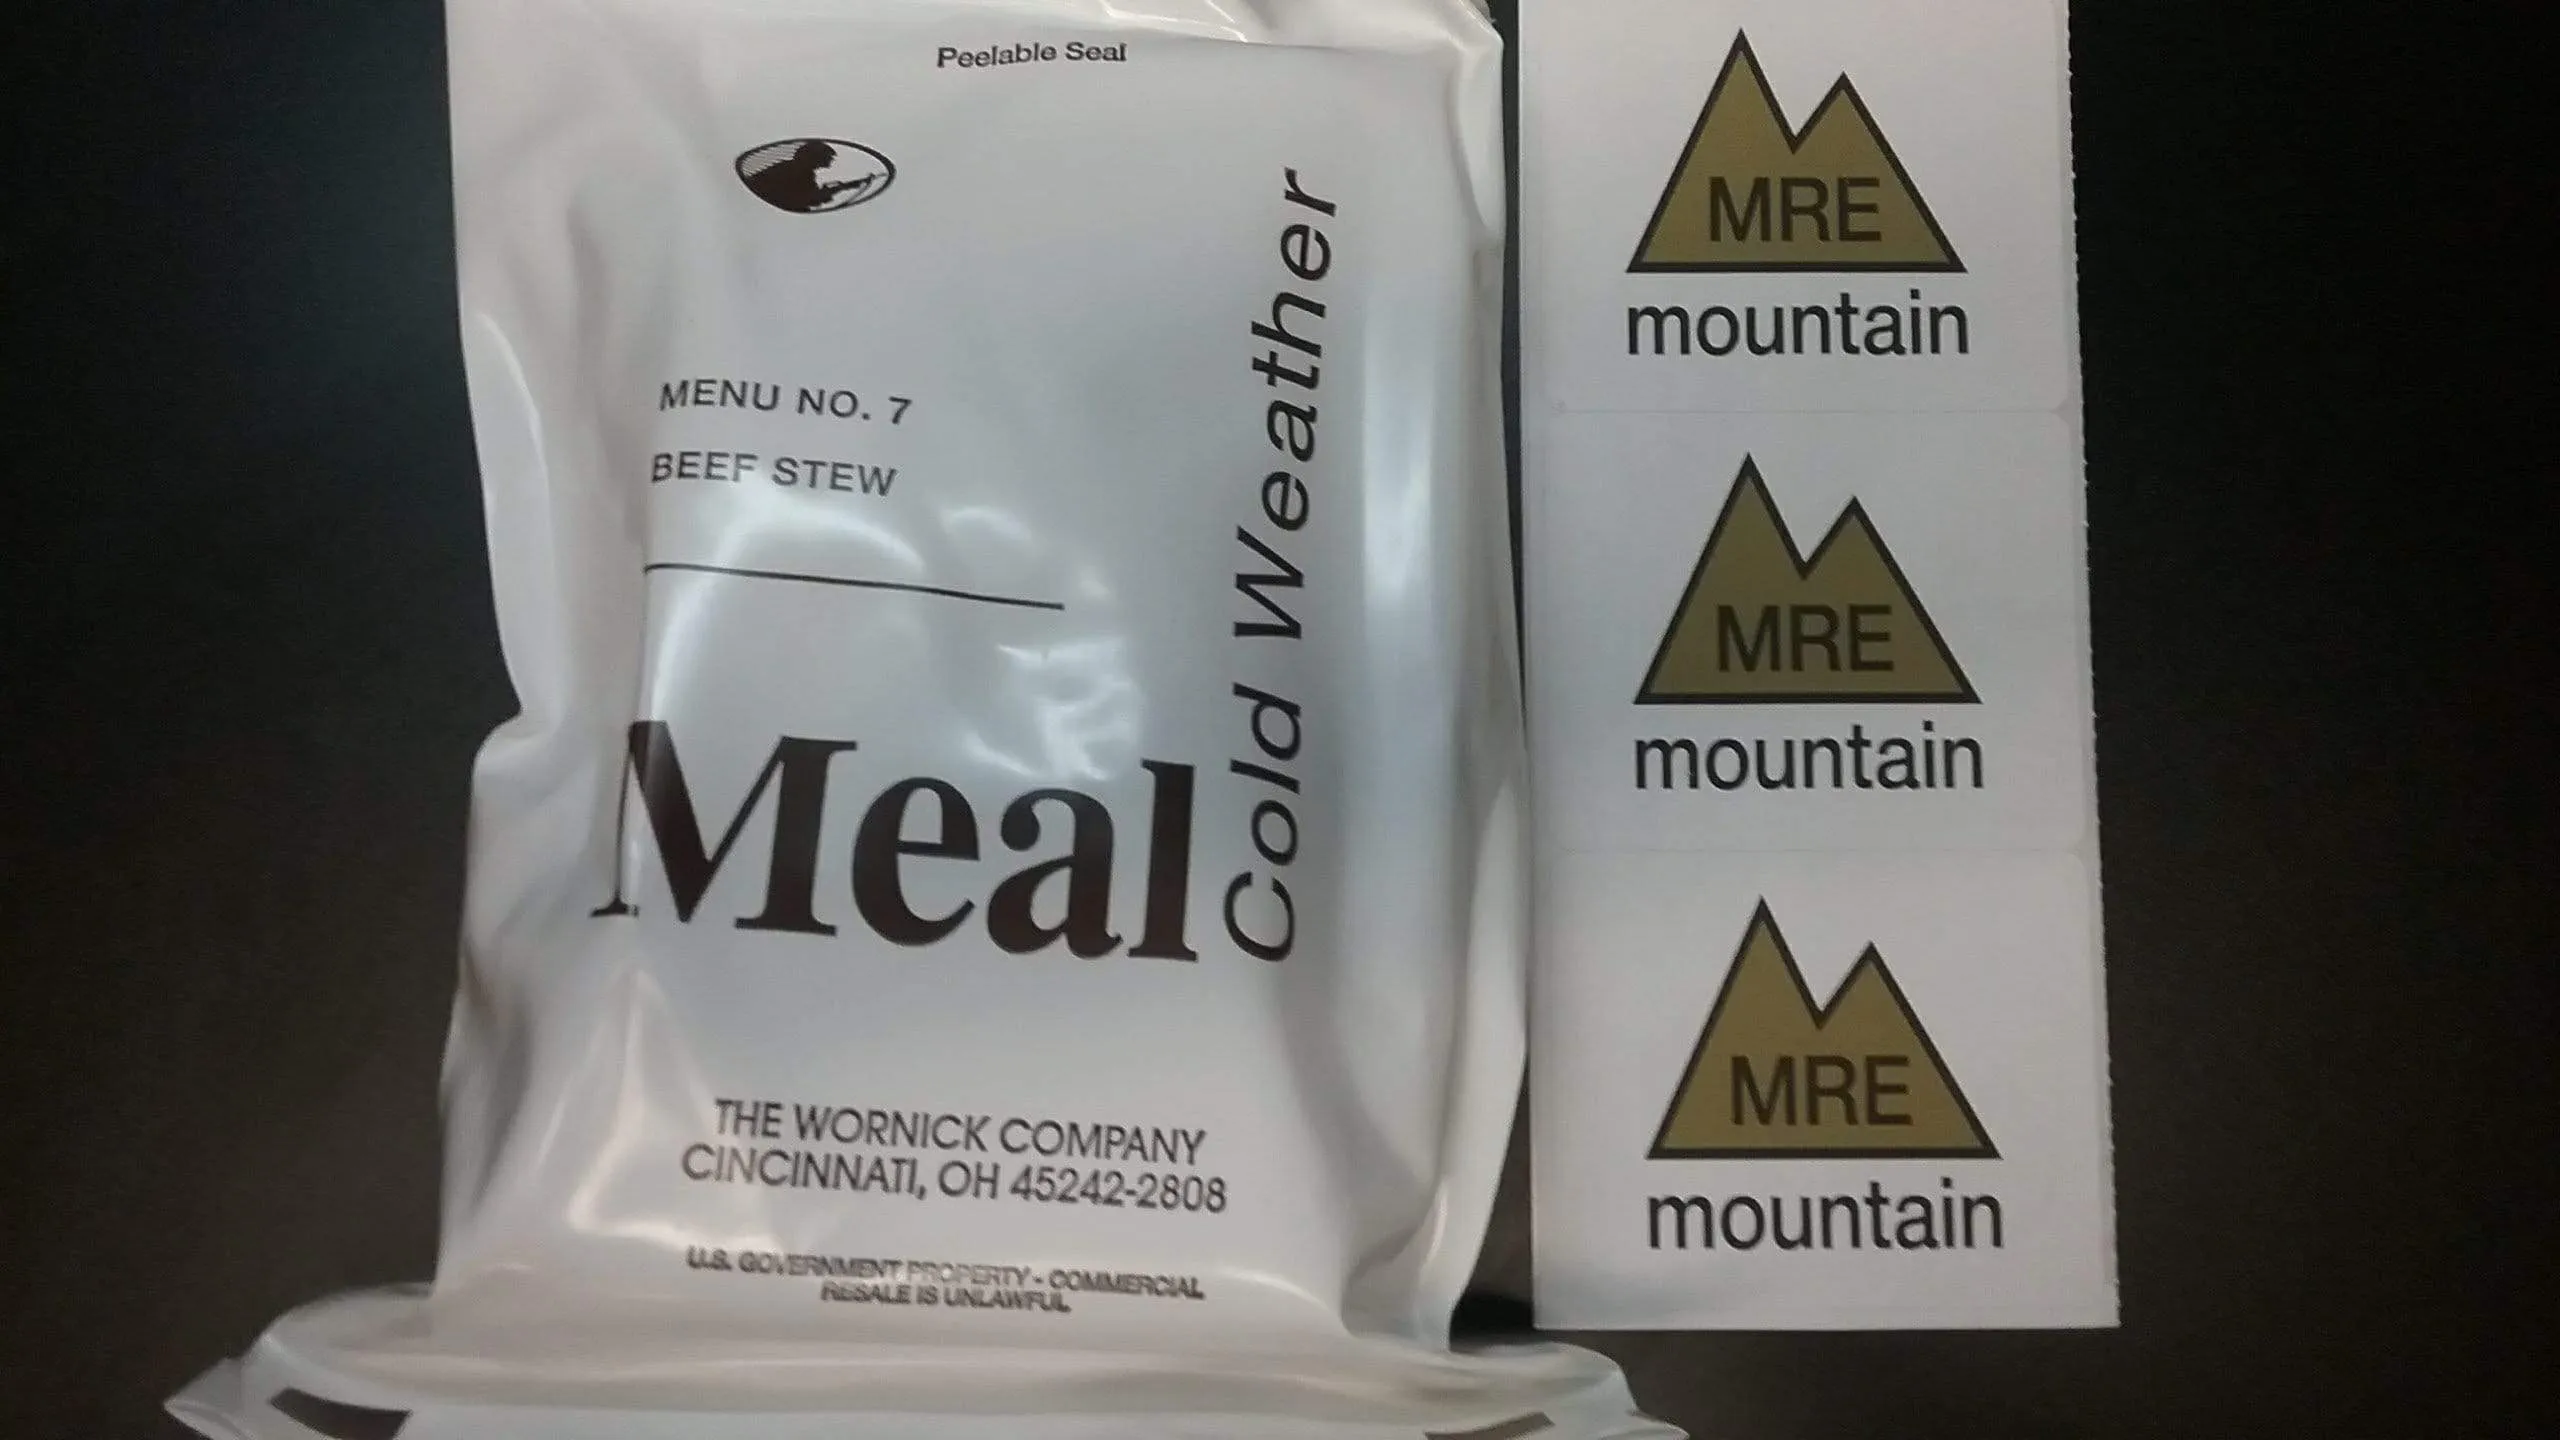 Peelable Seal
MENU NO. 7
BEEF STEW
Meal
Cold Weather
THE WORNICK COMPANY
CINCINNATI, OH 45242-2808
U.S. GOVERNMENT PROPERTY - COMMERCIAL
RESALE IS UNLAWFUL
MRE
mountain
MRE
mountain
MRE
mountain